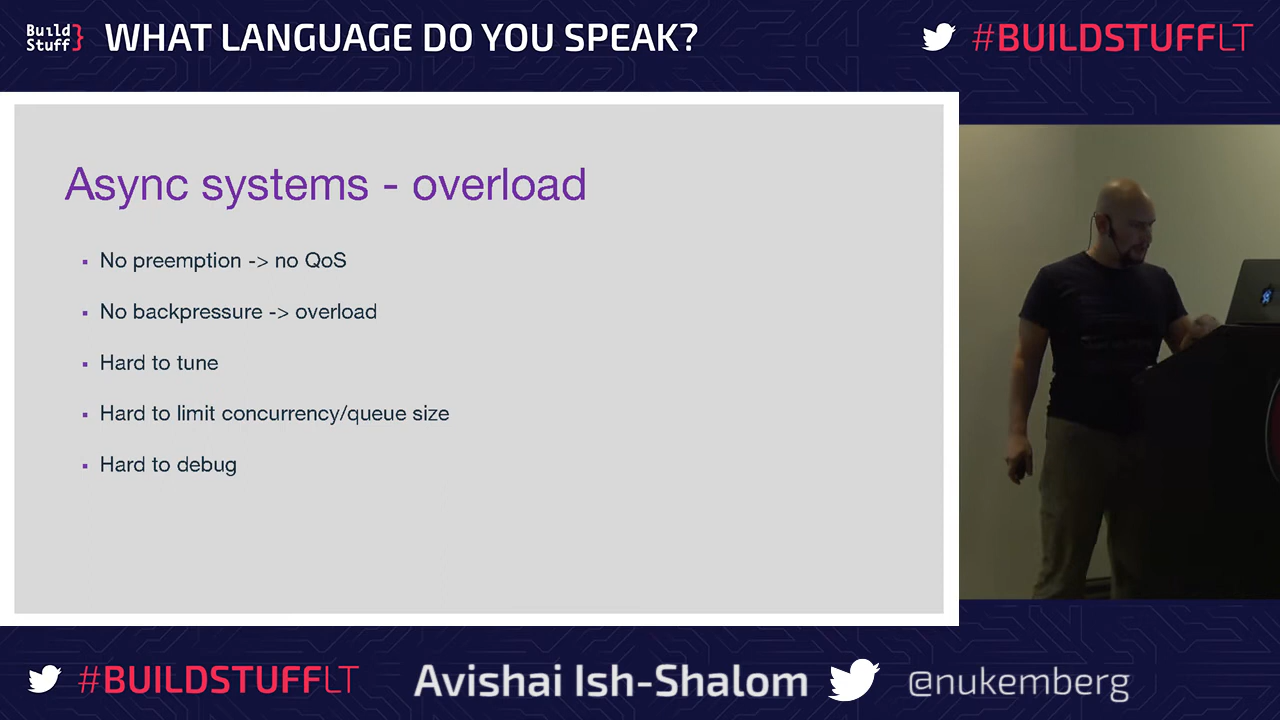 Build
Stuff
WHAT LANGUAGE DO YOU SPEAK?
#BUILDSTUFFLT
Async systems - overload
▪ No preemption -> no QoS
▪ No backpressure -> overload
▪ Hard to tune
▪ Hard to limit concurrency/queue size
▪ Hard to debug
#BUILDSTUFFLT
Avishai Ish-Shalom
@nukemberg